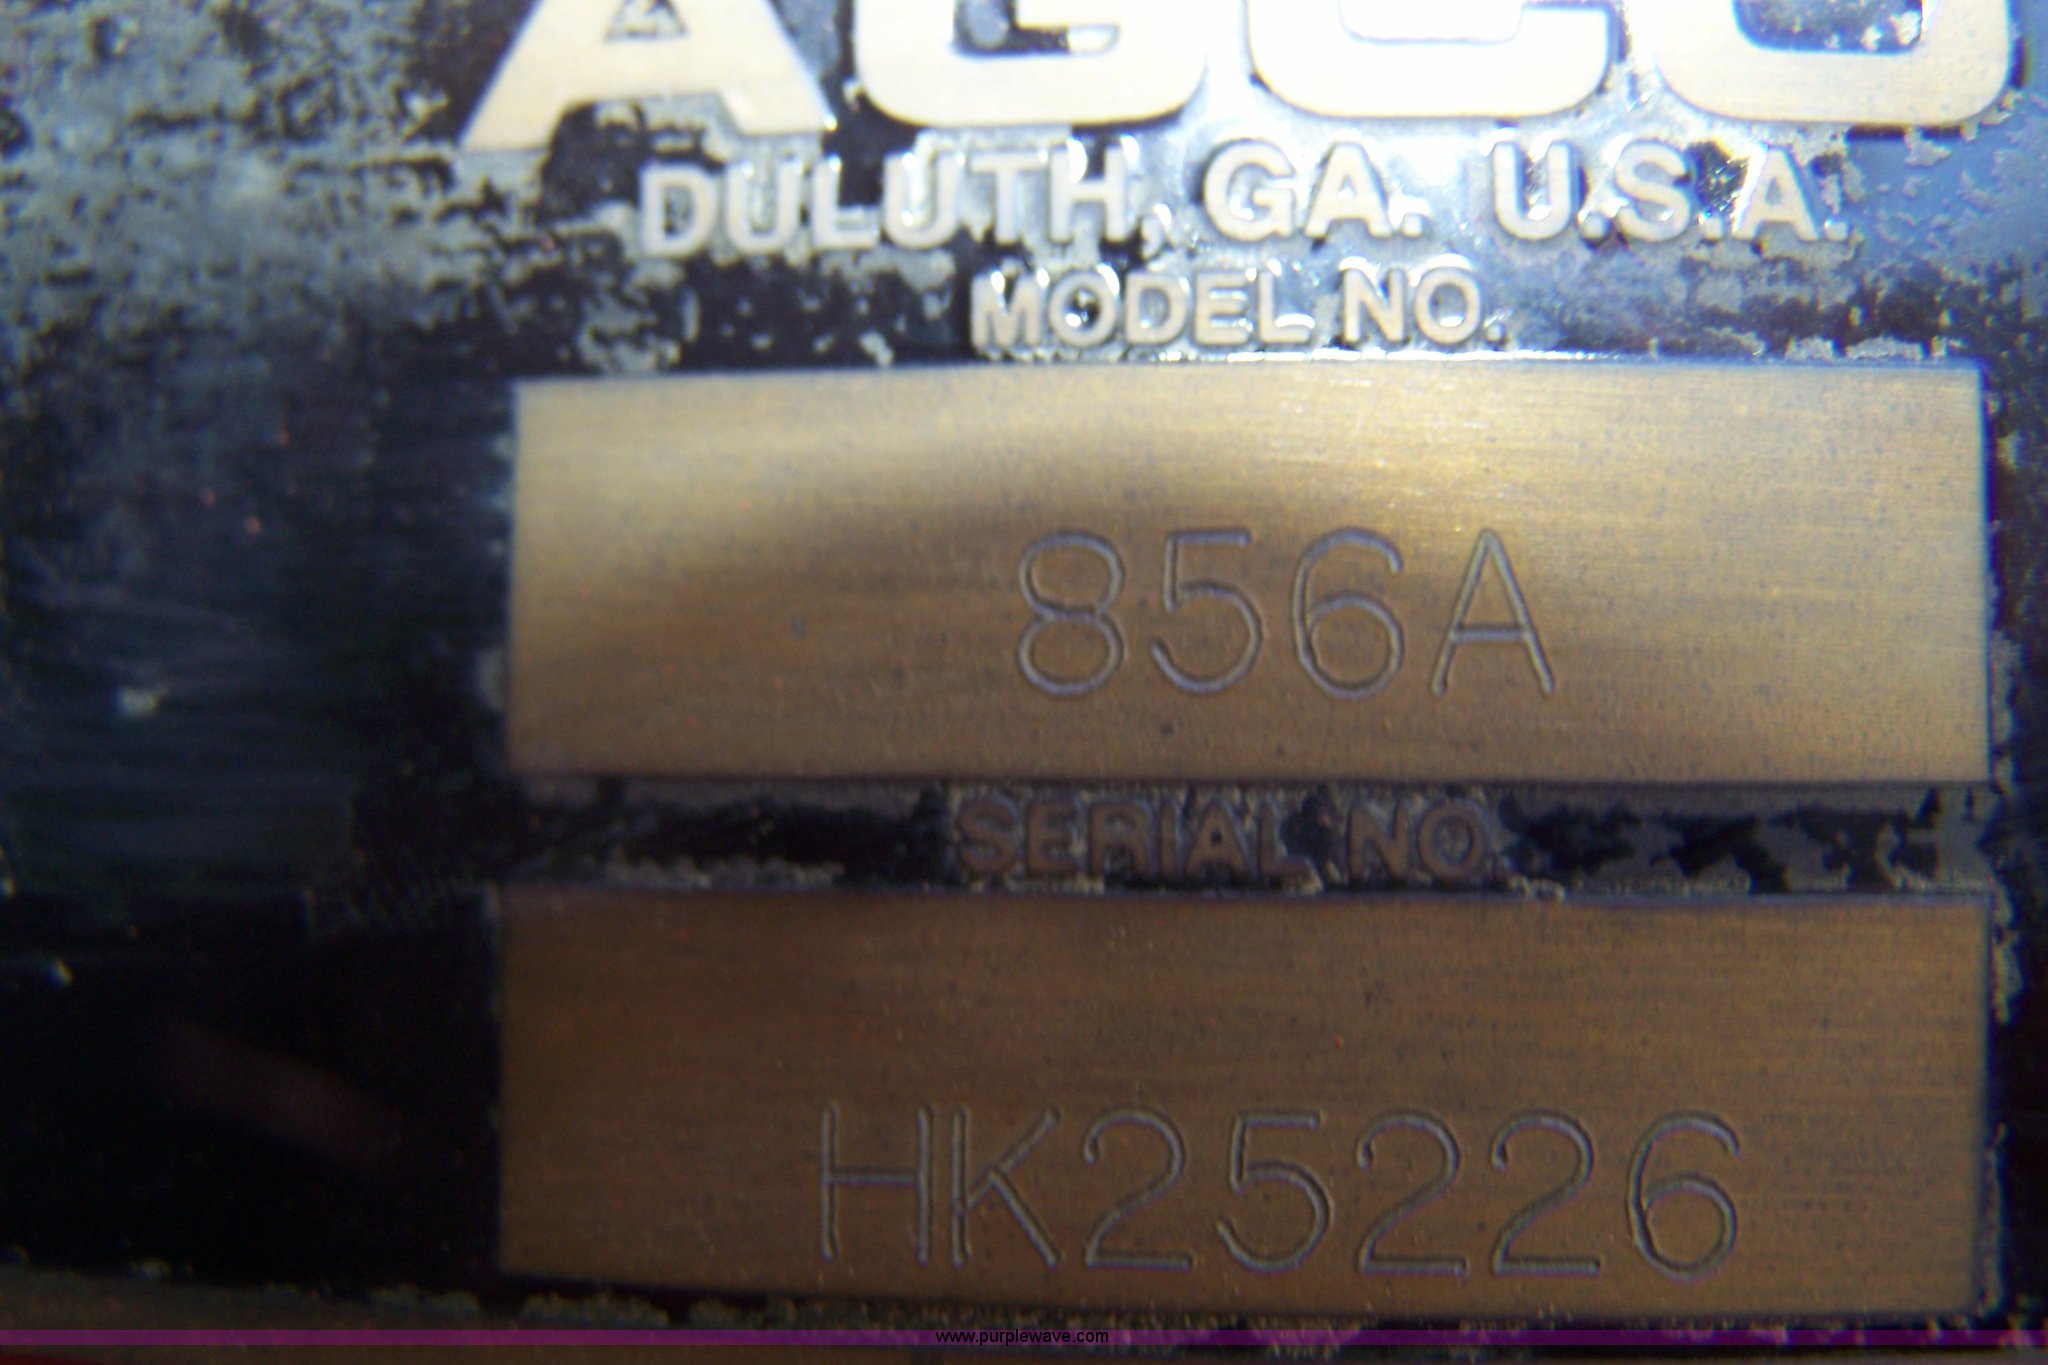 AGCO
DULUTH, GA. U.S.A.
MODEL NO.
856A
SERIAL NO.
HK25226
www.purplewave.com